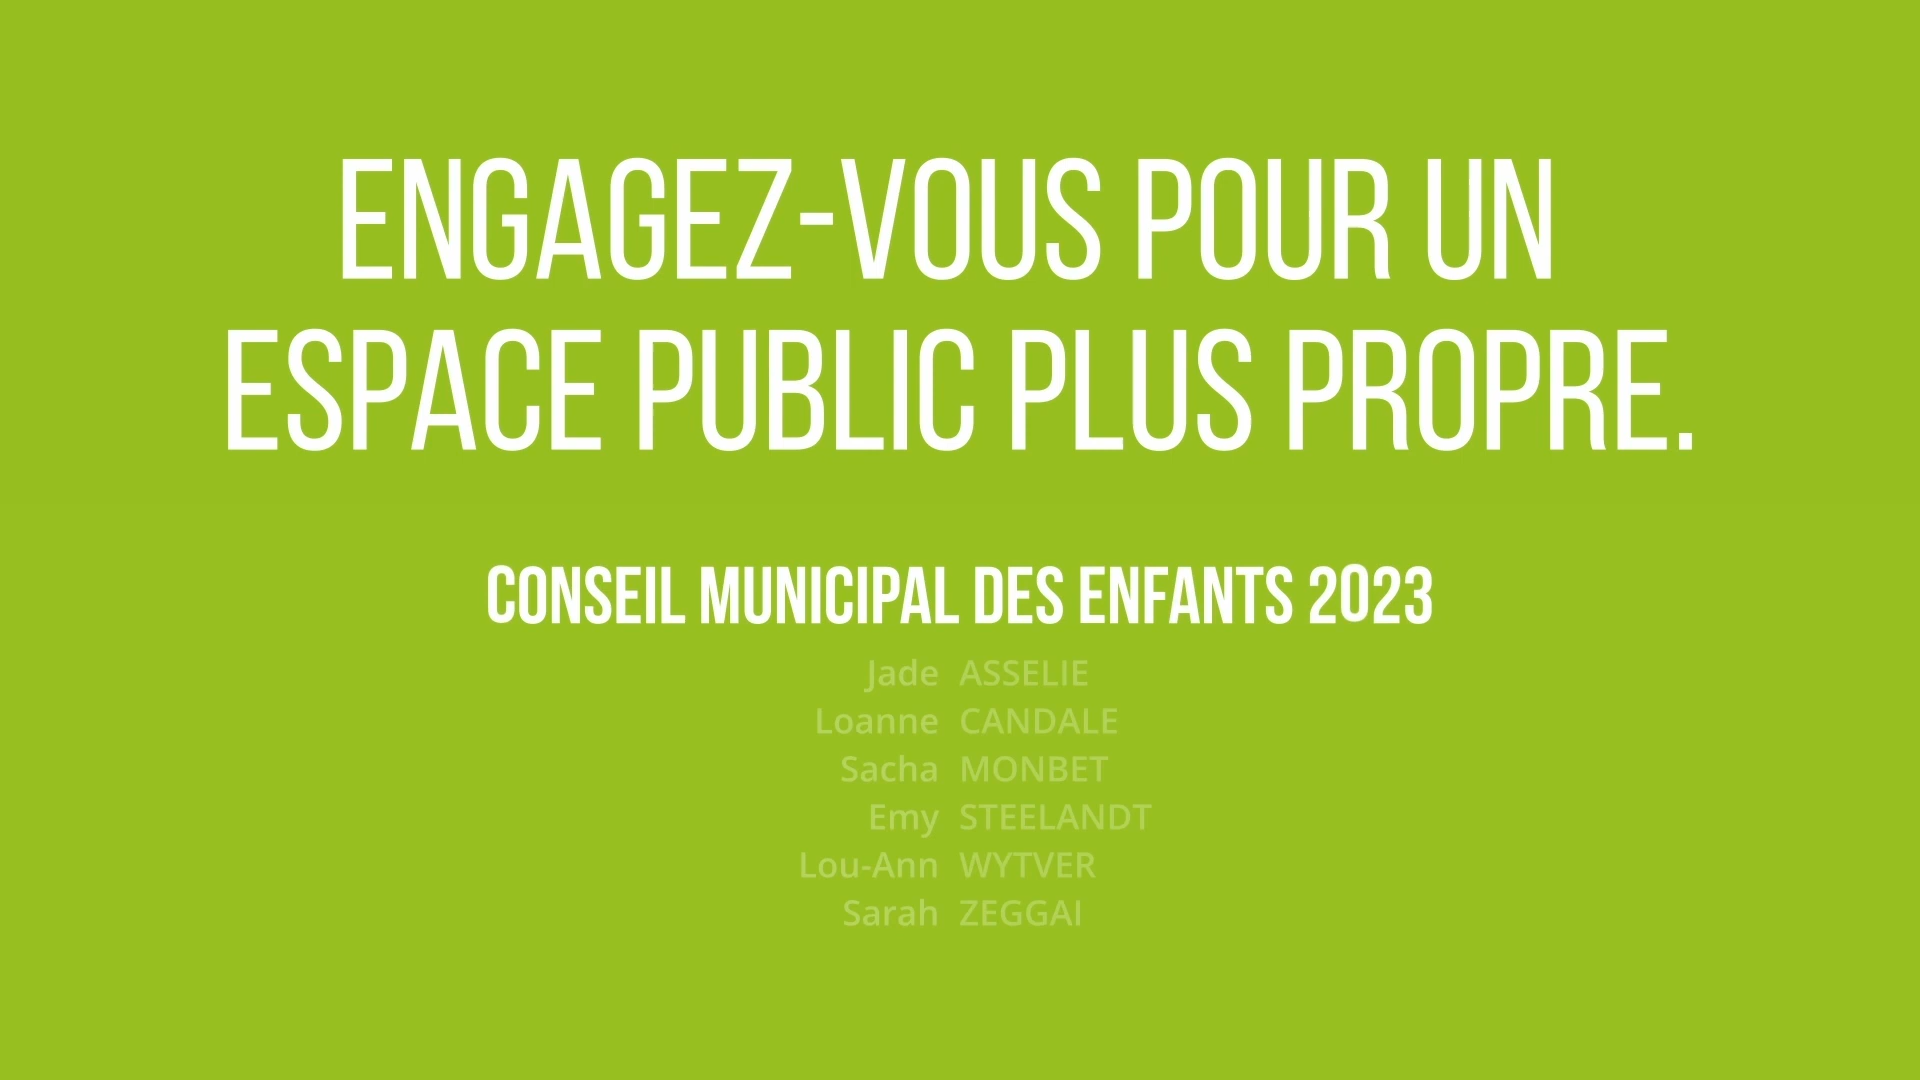 ENGAGEZ-VOUS POUR UN
ESPACE PUBLIC PLUS PROPRE.
CONSEIL MUNICIPAL DES ENFANTS 2023
Jade ASSELIE
Loanne CANDALE
Sacha MONBET
Emy STEELANDT
Lou-Ann WYTVER
Sarah ZEGGAI